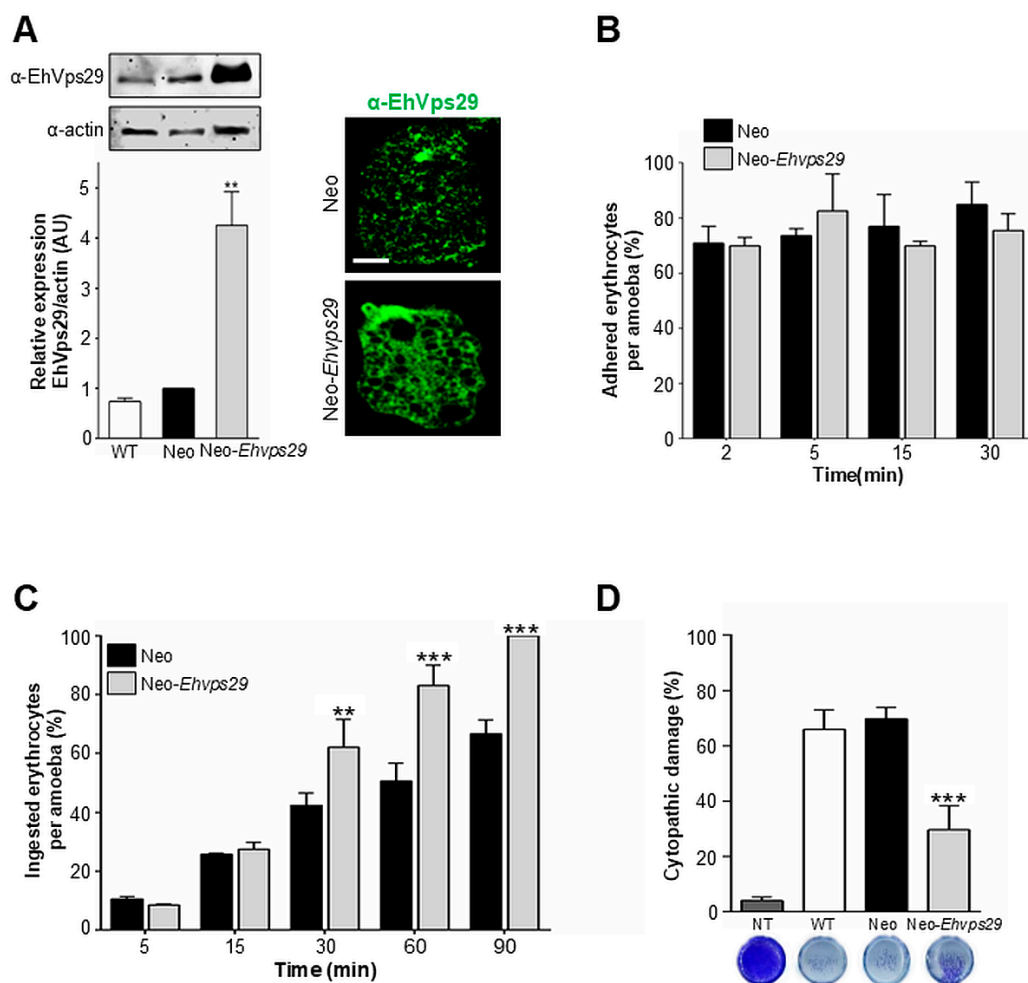 A
α-EhVps29
α-actin
Relative expression
EhVps29/actin (AU)
5
4
3
2
1
0
**
WT Neo Neo-Ehvps29
α-EhVps29
Neo
Neo-Ehvps29
B
Neo
Neo-Ehvps29
Adhered erythrocytes
per amoeba (%)
100
80
60
40
20
0
2 5 15 30
Time(min)
C
Neo
Neo-Ehvps29
Ingested erythrocytes
per amoeba (%)
100
80
60
40
20
0
** *** ***
5 15 30 60 90
Time (min)
D
Cytopathic damage (%)
100
80
60
40
20
0
***
NT WT Neo Neo-Ehvps29